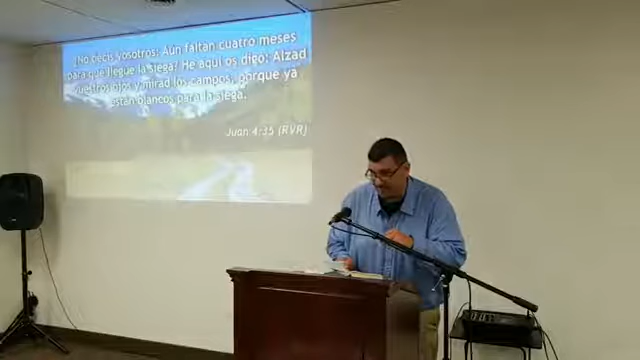 ¿No decís vosotros: Aún faltan cuatro meses
para que llegue la siega? He aquí os digo: Alzad
vuestros ojos y mirad los campos, porque ya
están blancos para la siega.
Juan 4:35 (RVR)